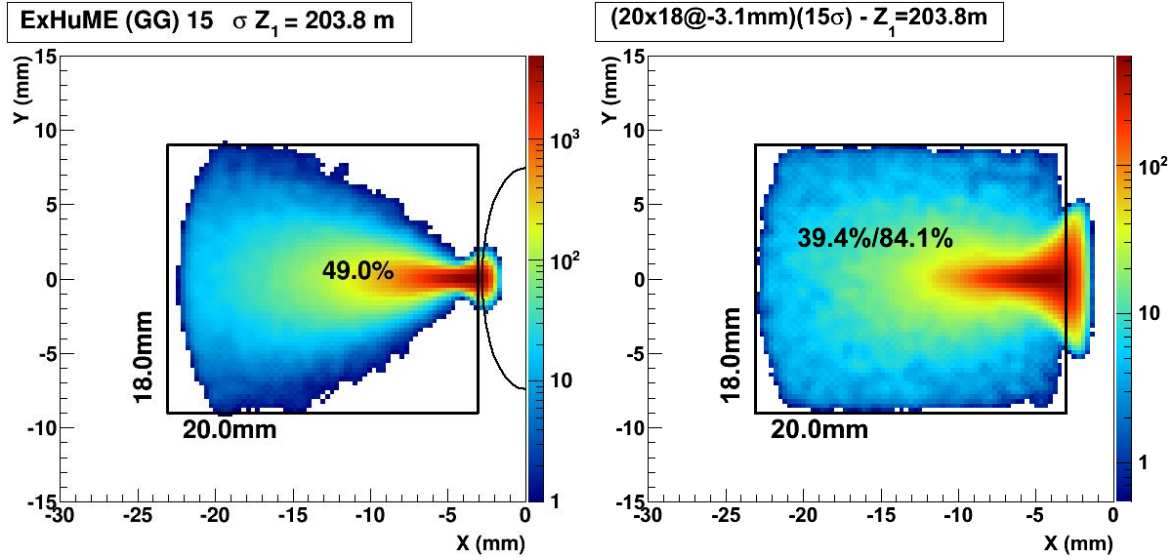 ExHuME (GG) 15 σ Z₁ = 203.8 m
Y (mm)
15
10
5
0
-5
-10
-15
49.0%
18.0mm
20.0mm
-30 -25 -20 -15 -10 -5 0
X (mm)
10³
10²
10
1
(20x18@-3.1mm)(15σ) - Z₁=203.8m
Y (mm)
15
10
5
0
-5
-10
-15
39.4%/84.1%
18.0mm
20.0mm
-30 -25 -20 -15 -10 -5 0
X (mm)
10²
10
1